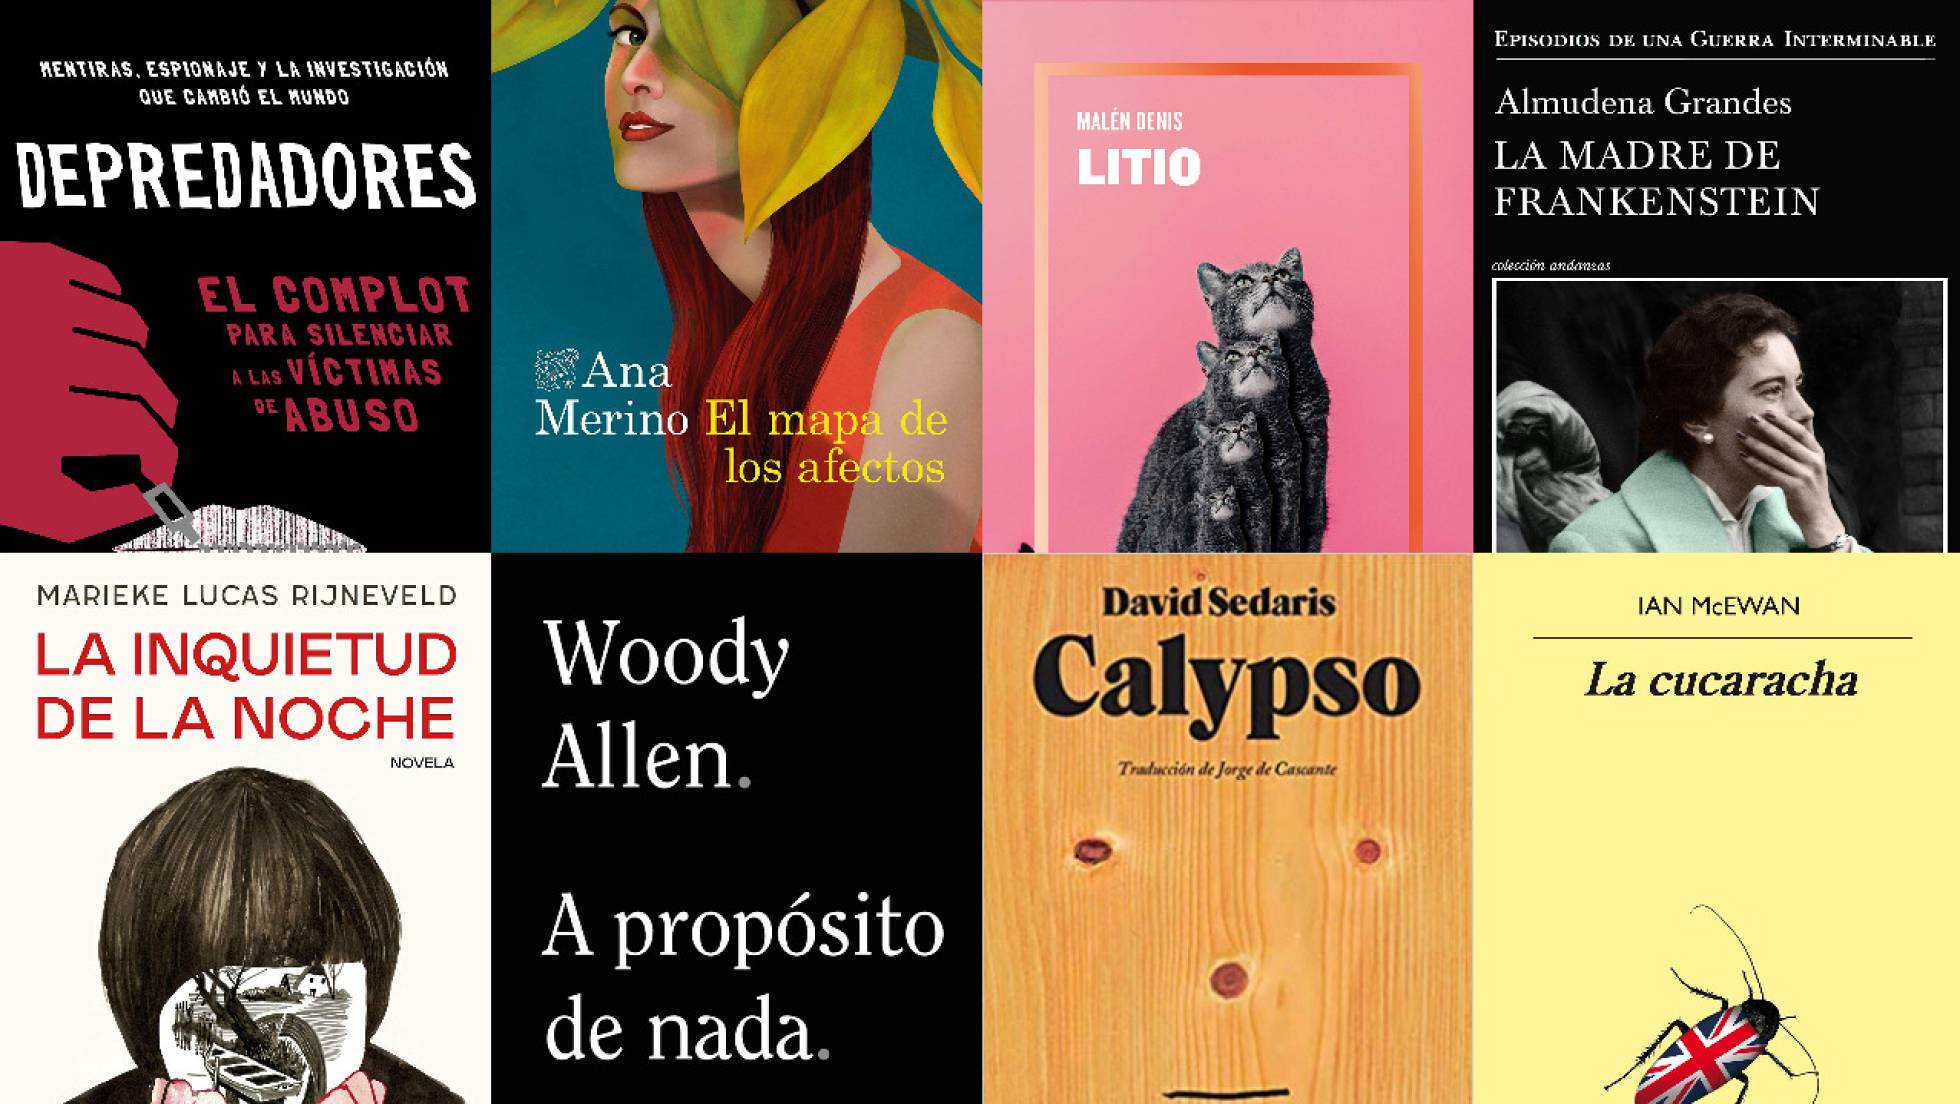 MENTIRAS, ESPIONAJE Y LA INVESTIGACIÓN
QUE CAMBIÓ EL MUNDO
DEPREDADORES
EL COMPLOT
PARA SILENCIAR
A LAS VÍCTIMAS
DE ABUSO
Ana
Merino El mapa de
los afectos
MALÉN DENIS
LITIO
EPISODIOS DE UNA GUERRA INTERMINABLE
Almudena Grandes
LA MADRE DE
FRANKENSTEIN
colección andanzas
MARIEKE LUCAS RIJNEVELD
LA INQUIETUD
DE LA NOCHE
NOVELA
Woody
Allen.
A propósito
de nada.
David Sedaris
Calypso
Traducción de Jorge de Cascante
IAN McEWAN
La cucaracha